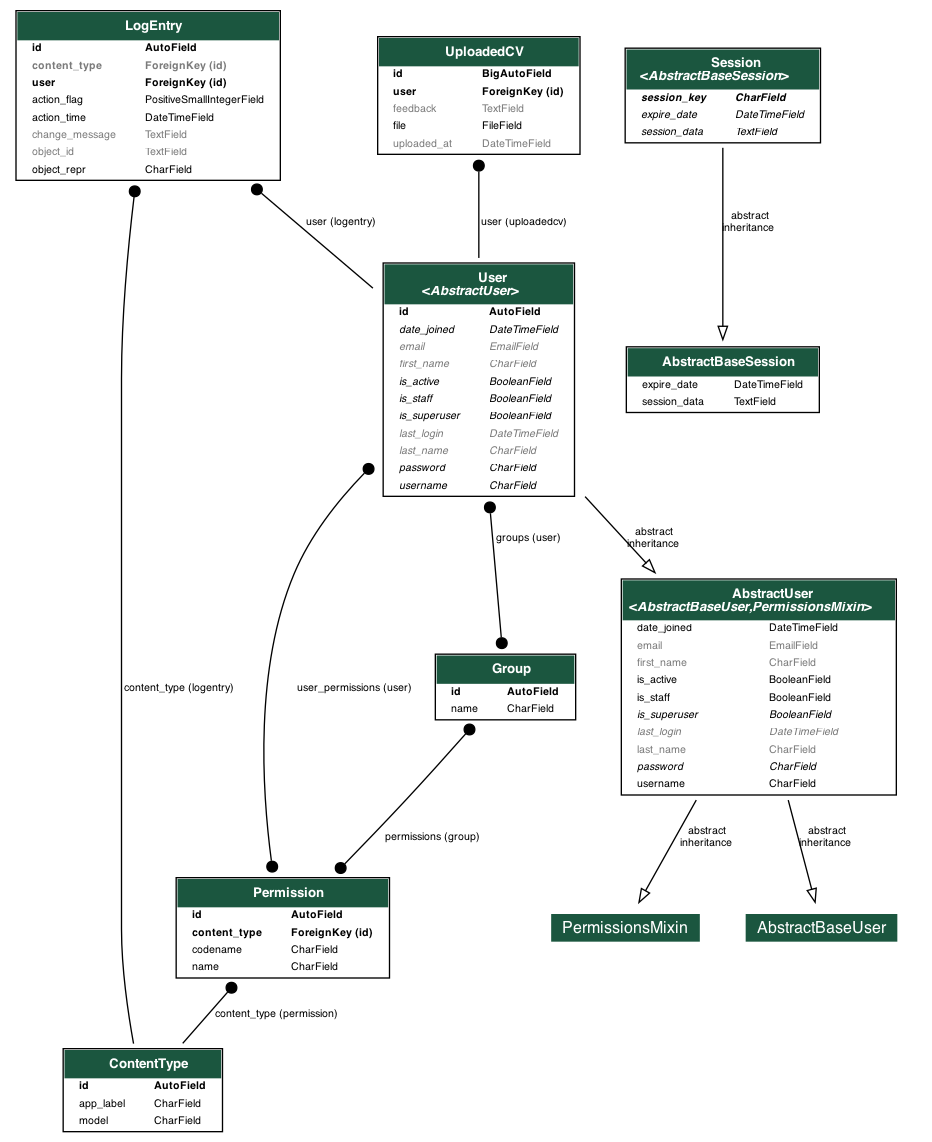 LogEntry
id AutoField
content_type ForeignKey (id)
user ForeignKey (id)
action_flag PositiveSmallIntegerField
action_time DateTimeField
change_message TextField
object_id TextField
object_repr CharField
UploadedCV
id BigAutoField
user ForeignKey (id)
feedback TextField
file FileField
uploaded_at DateTimeField
Session
<AbstractBaseSession>
session_key CharField
expire_date DateTimeField
session_data TextField
user (logentry)
user (uploadedcv)
abstract
inheritance
User
<AbstractUser>
id AutoField
date_joined DateTimeField
email EmailField
first_name CharField
is_active BooleanField
is_staff BooleanField
is_superuser BooleanField
last_login DateTimeField
last_name CharField
password CharField
username CharField
AbstractBaseSession
expire_date DateTimeField
session_data TextField
groups (user)
abstract
inheritance
AbstractUser
<AbstractBaseUser,PermissionsMixin>
date_joined DateTimeField
email EmailField
first_name CharField
is_active BooleanField
is_staff BooleanField
is_superuser BooleanField
last_login DateTimeField
last_name CharField
password CharField
username CharField
Group
id AutoField
name CharField
content_type (logentry)
user_permissions (user)
permissions (group)
abstract
inheritance
abstract
inheritance
Permission
id AutoField
content_type ForeignKey (id)
codename CharField
name CharField
PermissionsMixin
AbstractBaseUser
content_type (permission)
ContentType
id AutoField
app_label CharField
model CharField